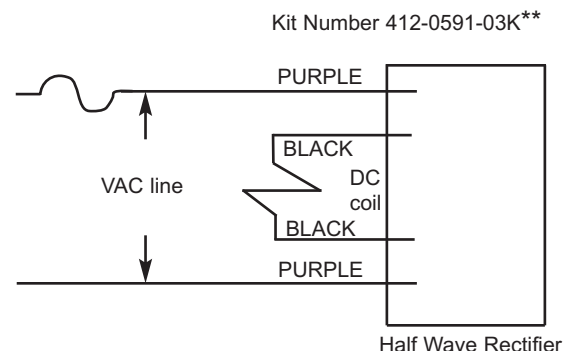 Kit Number 412-0591-03K**
PURPLE
BLACK
VAC line
DC
coil
BLACK
PURPLE
Half Wave Rectifier